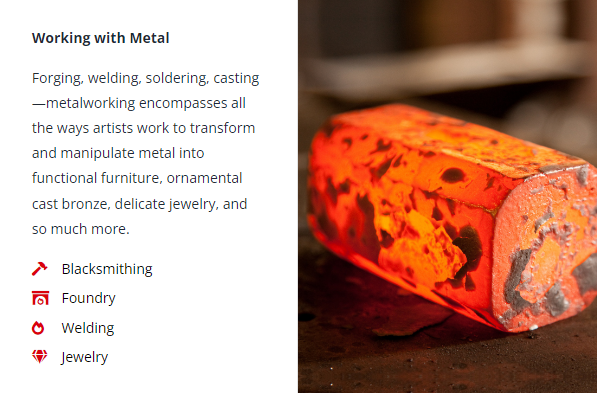 Working with Metal
Forging, welding, soldering, casting
—metalworking encompasses all
the ways artists work to transform
and manipulate metal into
functional furniture, ornamental
cast bronze, delicate jewelry, and
so much more.
Blacksmithing
Foundry
Welding
Jewelry